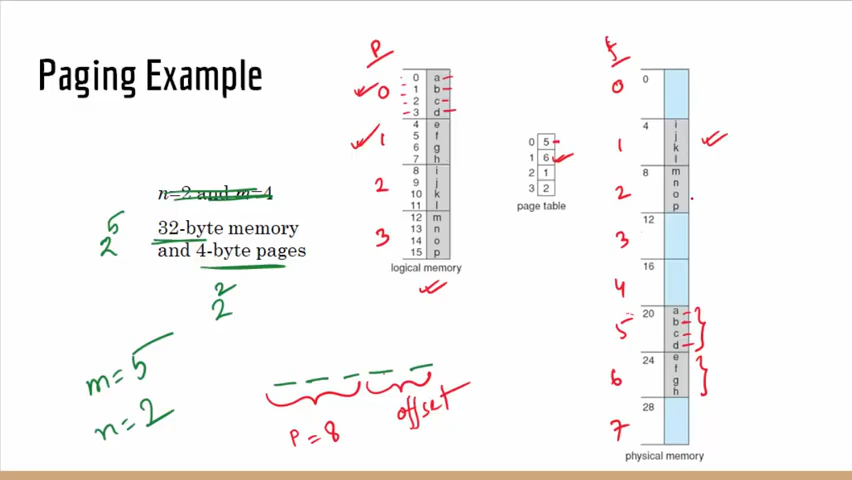 Paging Example
n=2 and m=4
32-byte memory
and 4-byte pages
2^5
2^2
m=5
n=2
P=8
offset
P
0
1
2
3
0 a
1 b
2 c
3 d
4 e
5 f
6 g
7 h
8 i
9 j
10 k
11 l
12 m
13 n
14 o
15 p
logical memory
0 5
1 6
2 1
3 2
page table
f
0
1
2
3
4
5
6
7
0
4
i
j
k
l
8
m
n
o
p
12
16
20
a
b
c
d
24
e
f
g
h
28
physical memory